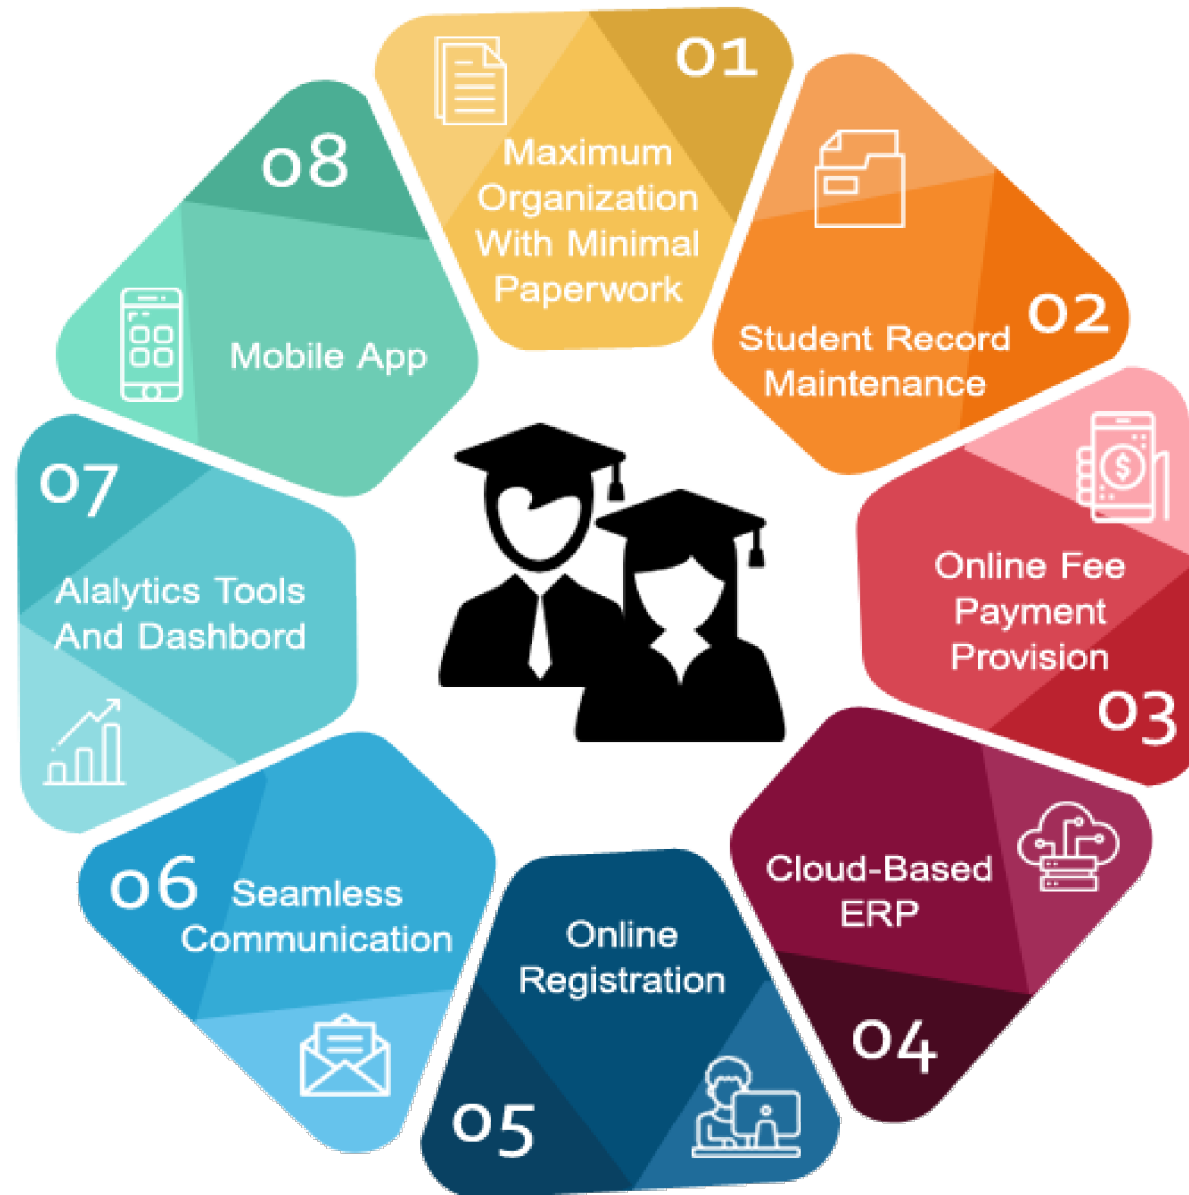 01
Maximum
Organization
With Minimal
Paperwork
02
Student Record
Maintenance
Online Fee
Payment
Provision
03
Cloud-Based
ERP
04
Online
Registration
05
06
Seamless
Communication
07
Alalytics Tools
And Dashbord
08
Mobile App
$